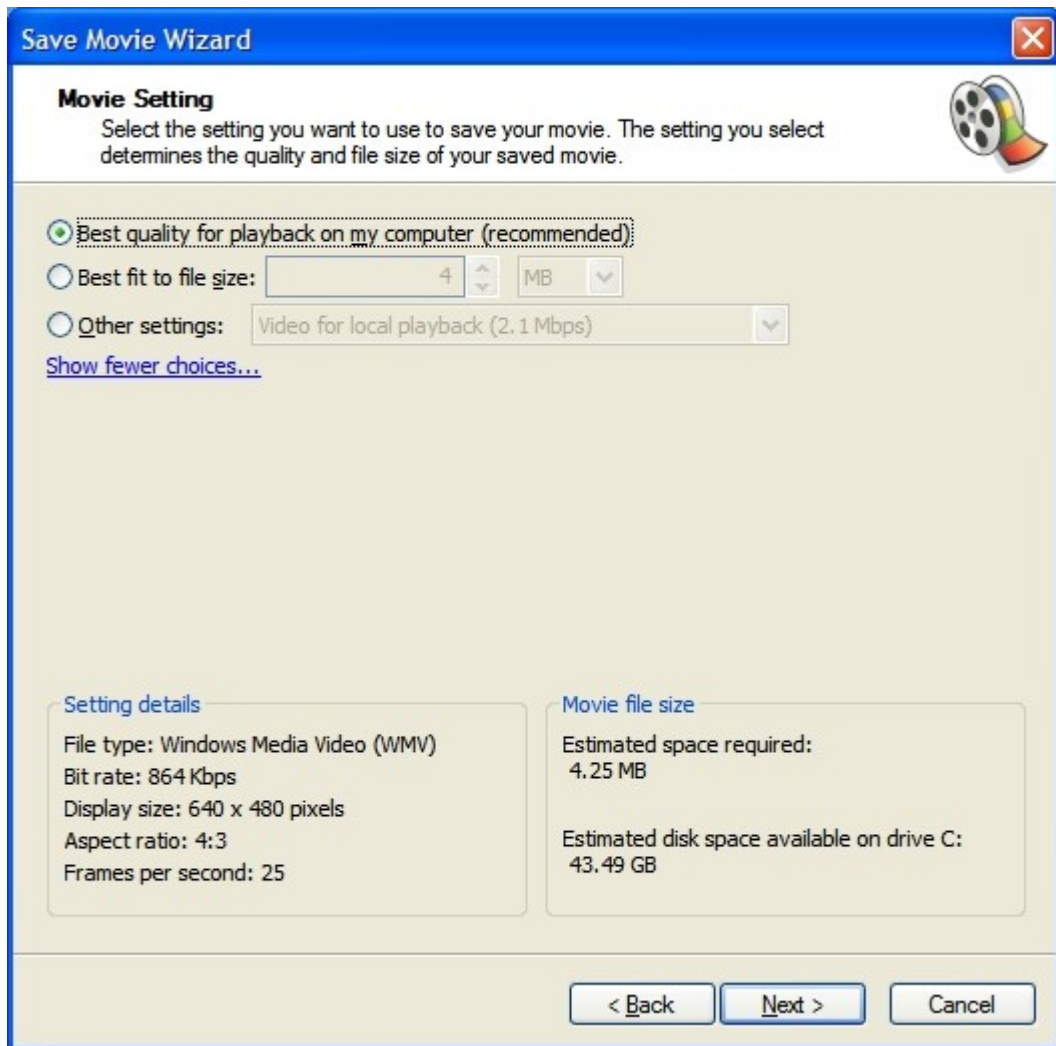 Save Movie Wizard
Movie Setting
Select the setting you want to use to save your movie. The setting you select
determines the quality and file size of your saved movie.
Best quality for playback on my computer (recommended)
Best fit to file size: 4 MB
Other settings: Video for local playback (2.1 Mbps)
Show fewer choices...
Setting details
File type: Windows Media Video (WMV)
Bit rate: 864 Kbps
Display size: 640 x 480 pixels
Aspect ratio: 4:3
Frames per second: 25
Movie file size
Estimated space required:
4.25 MB
Estimated disk space available on drive C:
43.49 GB
< Back Next > Cancel